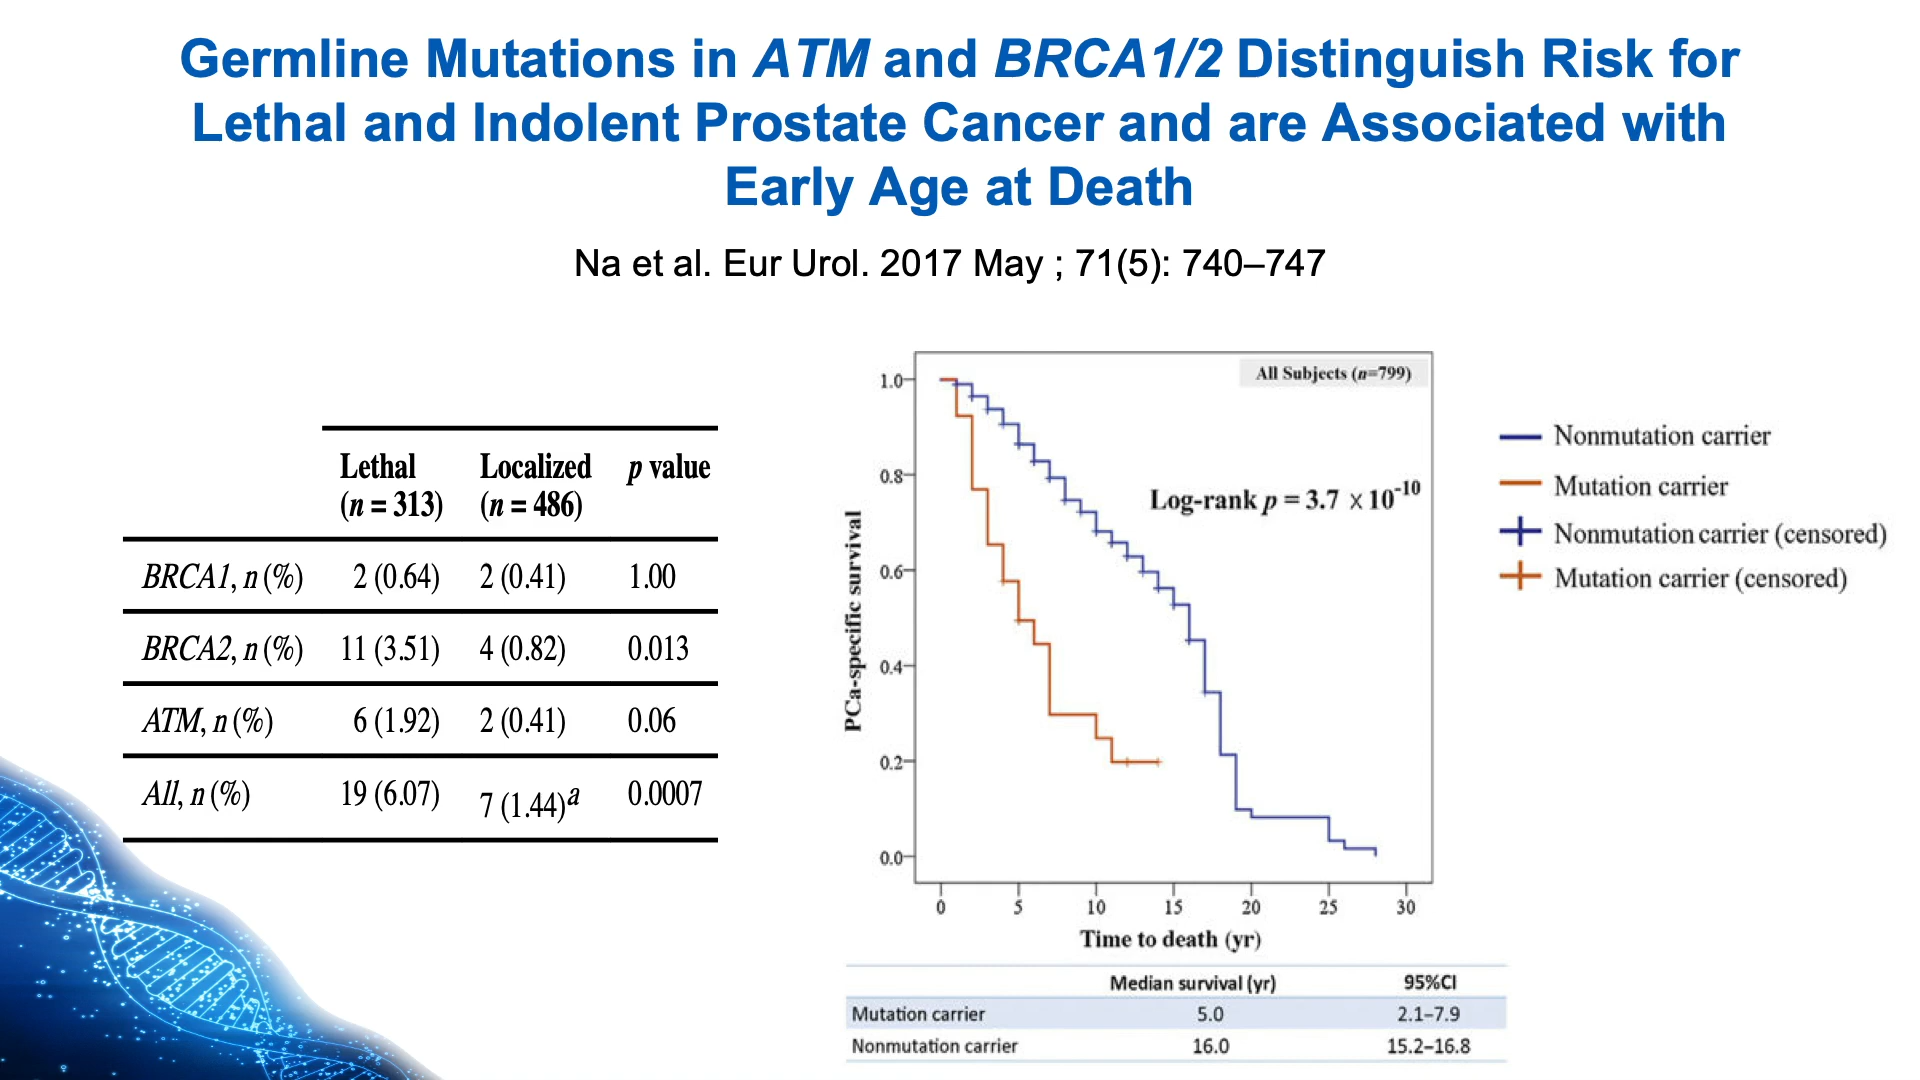 Germline Mutations in ATM and BRCA1/2 Distinguish Risk for
Lethal and Indolent Prostate Cancer and are Associated with
Early Age at Death
Na et al. Eur Urol. 2017 May ; 71(5): 740–747
Lethal Localized p value
(n = 313) (n = 486)
BRCA1, n (%) 2 (0.64) 2 (0.41) 1.00
BRCA2, n (%) 11 (3.51) 4 (0.82) 0.013
ATM, n (%) 6 (1.92) 2 (0.41) 0.06
All, n (%) 19 (6.07) 7 (1.44)a 0.0007
All Subjects (n=799)
Log-rank p = 3.7 ×10-10
PCa-specific survival
1.0
0.8
0.6
0.4
0.2
0.0
0 5 10 15 20 25 30
Time to death (yr)
Nonmutation carrier
Mutation carrier
Nonmutation carrier (censored)
Mutation carrier (censored)
Median survival (yr) 95%CI
Mutation carrier 5.0 2.1–7.9
Nonmutation carrier 16.0 15.2–16.8